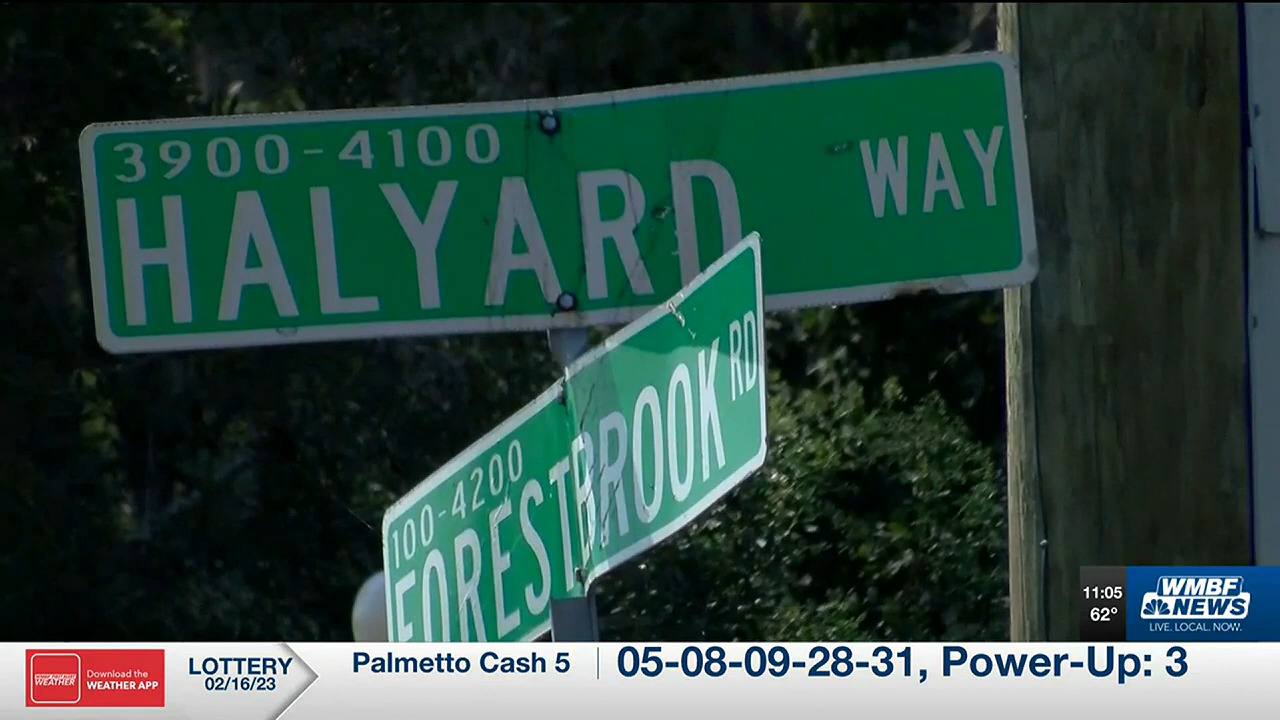 3900-4100
HALYARD WAY
100-4200
FORESTBROOK RD
11:05
62°
WMBF
NEWS
LIVE. LOCAL. NOW.
Download the
WEATHER APP
LOTTERY
02/16/23
Palmetto Cash 5
05-08-09-28-31, Power-Up: 3